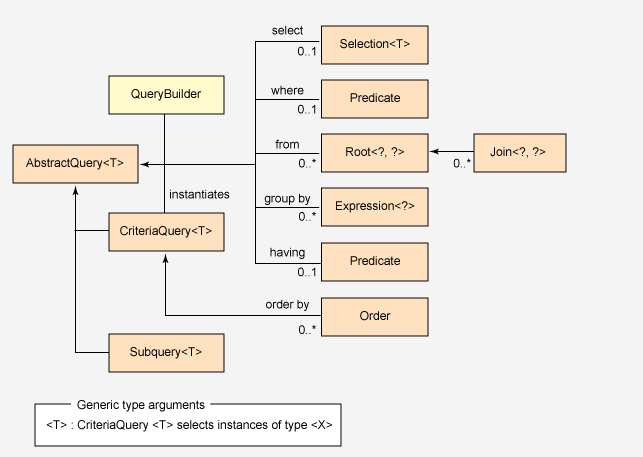 select
Selection<T>
0..1
QueryBuilder
where
Predicate
0..1
from
AbstractQuery<T>
Root<?, ?>
Join<?, ?>
0..*
0..*
instantiates
group by
Expression<?>
0..*
CriteriaQuery<T>
having
Predicate
0..1
order by
Order
0..*
Subquery<T>
Generic type arguments
<T> : CriteriaQuery <T> selects instances of type <X>